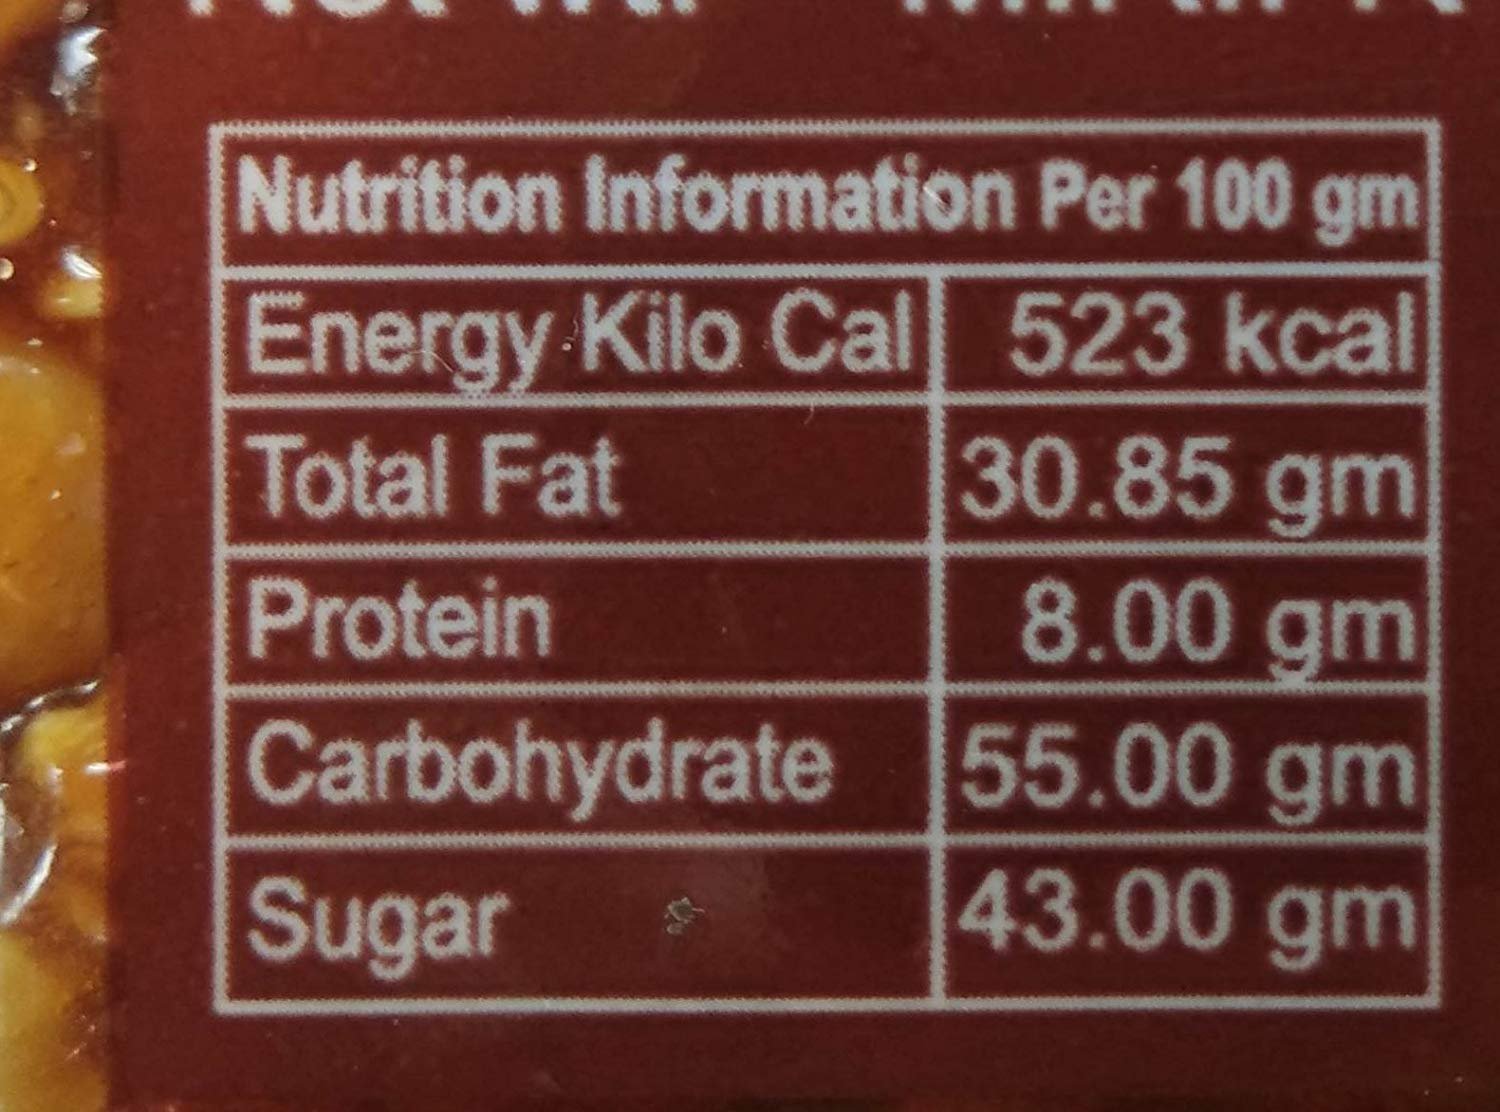 Nutrition Information Per 100 gm
Energy Kilo Cal 523 kcal
Total Fat 30.85 gm
Protein 8.00 gm
Carbohydrate 55.00 gm
Sugar 43.00 gm